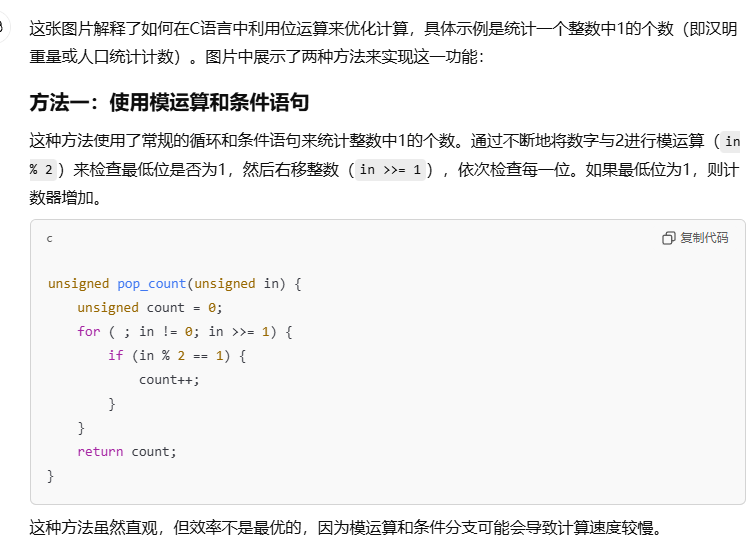 这张图片解释了如何在C语言中利用位运算来优化计算，具体示例是统计一个整数中1的个数（即汉明
重量或人口统计计数）。图片中展示了两种方法来实现这一功能：
方法一：使用模运算和条件语句
这种方法使用了常规的循环和条件语句来统计整数中1的个数。通过不断地将数字与2进行模运算（in
% 2）来检查最低位是否为1，然后右移整数（in >>= 1），依次检查每一位。如果最低位为1，则计
数器增加。
c 复制代码
unsigned pop_count(unsigned in) {
    unsigned count = 0;
    for ( ; in != 0; in >>= 1) {
        if (in % 2 == 1) {
            count++;
        }
    }
    return count;
}
这种方法虽然直观，但效率不是最优的，因为模运算和条件分支可能会导致计算速度较慢。